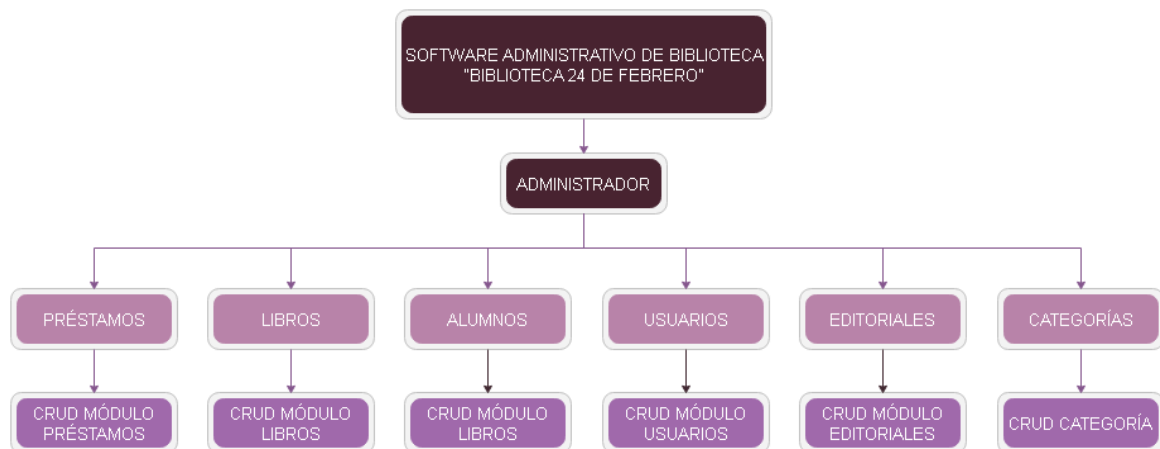 SOFTWARE ADMINISTRATIVO DE BIBLIOTECA
"BIBLIOTECA 24 DE FEBRERO"
ADMINISTRADOR
PRÉSTAMOS
LIBROS
ALUMNOS
USUARIOS
EDITORIALES
CATEGORÍAS
CRUD MÓDULO
PRÉSTAMOS
CRUD MÓDULO
LIBROS
CRUD MÓDULO
LIBROS
CRUD MÓDULO
USUARIOS
CRUD MÓDULO
EDITORIALES
CRUD CATEGORÍA